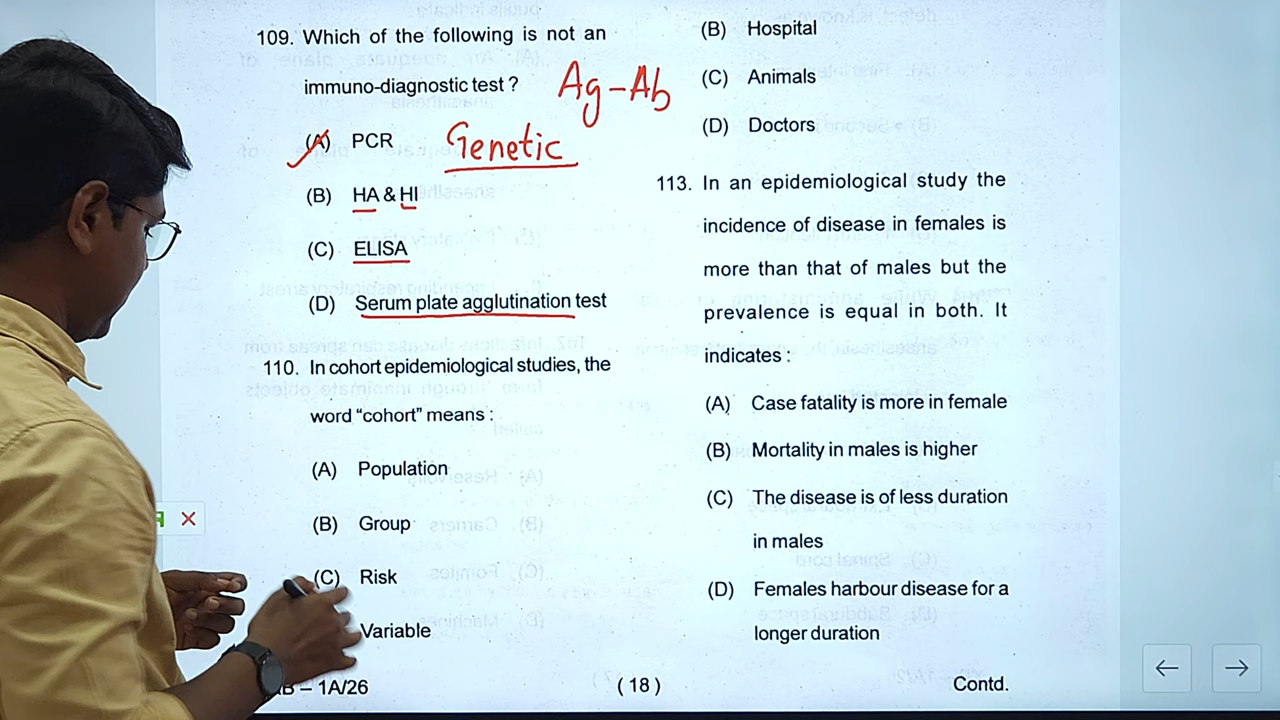 109. Which of the following is not an
immuno-diagnostic test ?
Ag-Ab
(A) PCR
Genetic
(B) HA & HI
(C) ELISA
(D) Serum plate agglutination test
110. In cohort epidemiological studies, the
word “cohort” means :
(A) Population
(B) Group
(C) Risk
Variable
– 1A/26
(B) Hospital
(C) Animals
(D) Doctors
113. In an epidemiological study the
incidence of disease in females is
more than that of males but the
prevalence is equal in both. It
indicates :
(A) Case fatality is more in female
(B) Mortality in males is higher
(C) The disease is of less duration
in males
(D) Females harbour disease for a
longer duration
( 18 )
Contd.